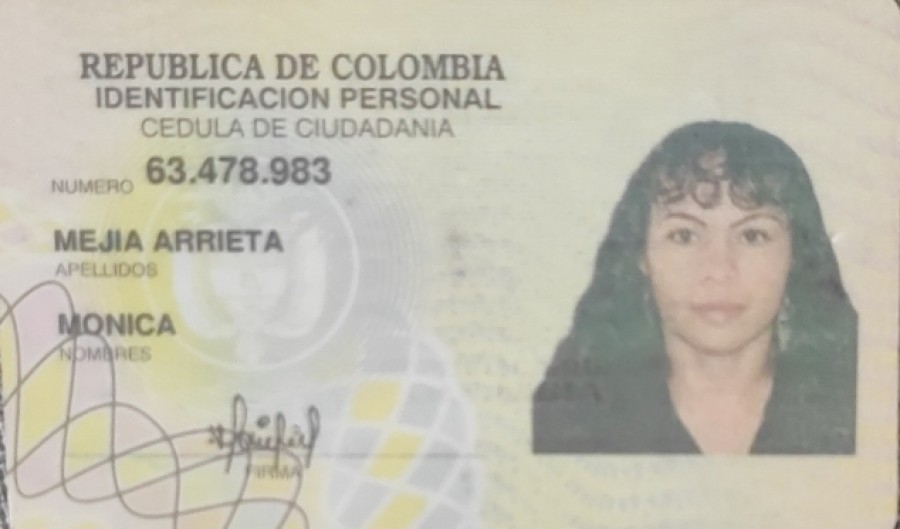 REPUBLICA DE COLOMBIA
IDENTIFICACION PERSONAL
CEDULA DE CIUDADANIA
NUMERO 63.478.983
MEJIA ARRIETA
APELLIDOS
MONICA
NOMBRES
FIRMA